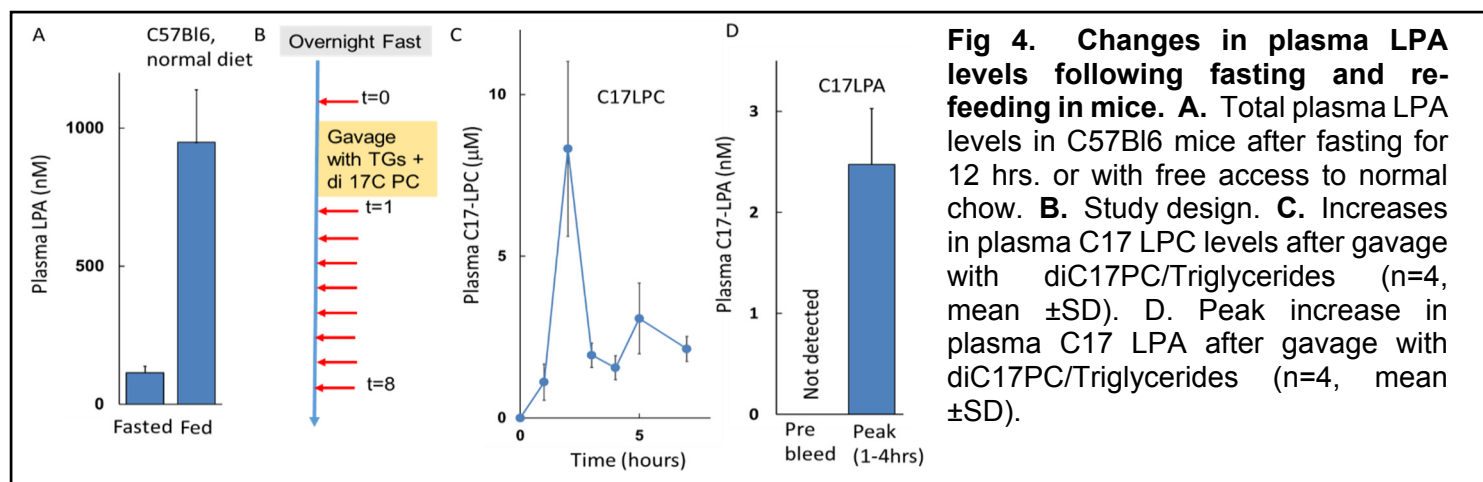 A
C57Bl6,
normal diet
Plasma LPA (nM)
1000
500
0
Fasted
Fed
B
Overnight Fast
t=0
Gavage
with TGs +
di 17C PC
t=1
t=8
C
C17LPC
Plasma C17-LPC (µM)
10
5
0
0
5
Time (hours)
D
C17LPA
Plasma C17-LPA (nM)
3
2
1
0
Not detected
Pre
bleed
Peak
(1-4hrs)
Fig 4. Changes in plasma LPA
levels following fasting and re-
feeding in mice. A. Total plasma LPA
levels in C57Bl6 mice after fasting for
12 hrs. or with free access to normal
chow. B. Study design. C. Increases
in plasma C17 LPC levels after gavage
with diC17PC/Triglycerides (n=4,
mean ±SD). D. Peak increase in
plasma C17 LPA after gavage with
diC17PC/Triglycerides (n=4, mean
±SD).